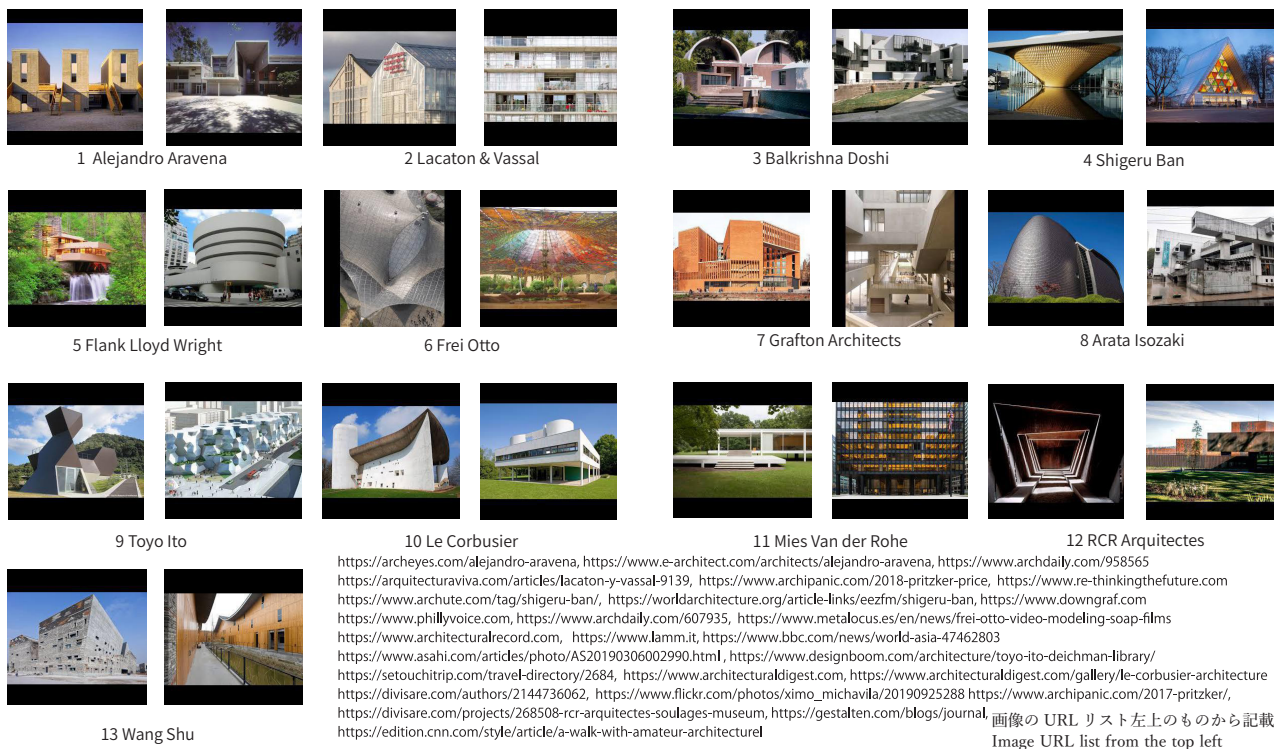 1 Alejandro Aravena
2 Lacaton & Vassal
3 Balkrishna Doshi
4 Shigeru Ban
5 Flank Lloyd Wright
6 Frei Otto
7 Grafton Architects
8 Arata Isozaki
9 Toyo Ito
10 Le Corbusier
11 Mies Van der Rohe
12 RCR Arquitectes
13 Wang Shu
https://archeyes.com/alejandro-aravena, https://www.e-architect.com/architects/alejandro-aravena, https://www.archdaily.com/958565
https://arquitecturaviva.com/articles/lacaton-y-vassal-9139, https://www.archipanic.com/2018-pritzker-price, https://www.re-thinkingthefuture.com
https://www.archute.com/tag/shigeru-ban/, https://worldarchitecture.org/article-links/eezfm/shigeru-ban, https://www.downgraf.com
https://www.phillyvoice.com, https://www.archdaily.com/607935, https://www.metalocus.es/en/news/frei-otto-video-modeling-soap-films
https://www.architecturalrecord.com, https://www.lamm.it, https://www.bbc.com/news/world-asia-47462803
https://www.asahi.com/articles/photo/AS20190306002990.html , https://www.designboom.com/architecture/toyo-ito-deichman-library/
https://setouchitrip.com/travel-directory/2684, https://www.architecturaldigest.com, https://www.architecturaldigest.com/gallery/le-corbusier-architecture
https://divisare.com/authors/2144736062, https://www.flickr.com/photos/ximo_michavila/20190925288 https://www.archipanic.com/2017-pritzker/,
https://divisare.com/projects/268508-rcr-arquitectes-soulages-museum, https://gestalten.com/blogs/journal,
https://edition.cnn.com/style/article/a-walk-with-amateur-architecturel
画像の URL リスト左上のものから記載
Image URL list from the top left